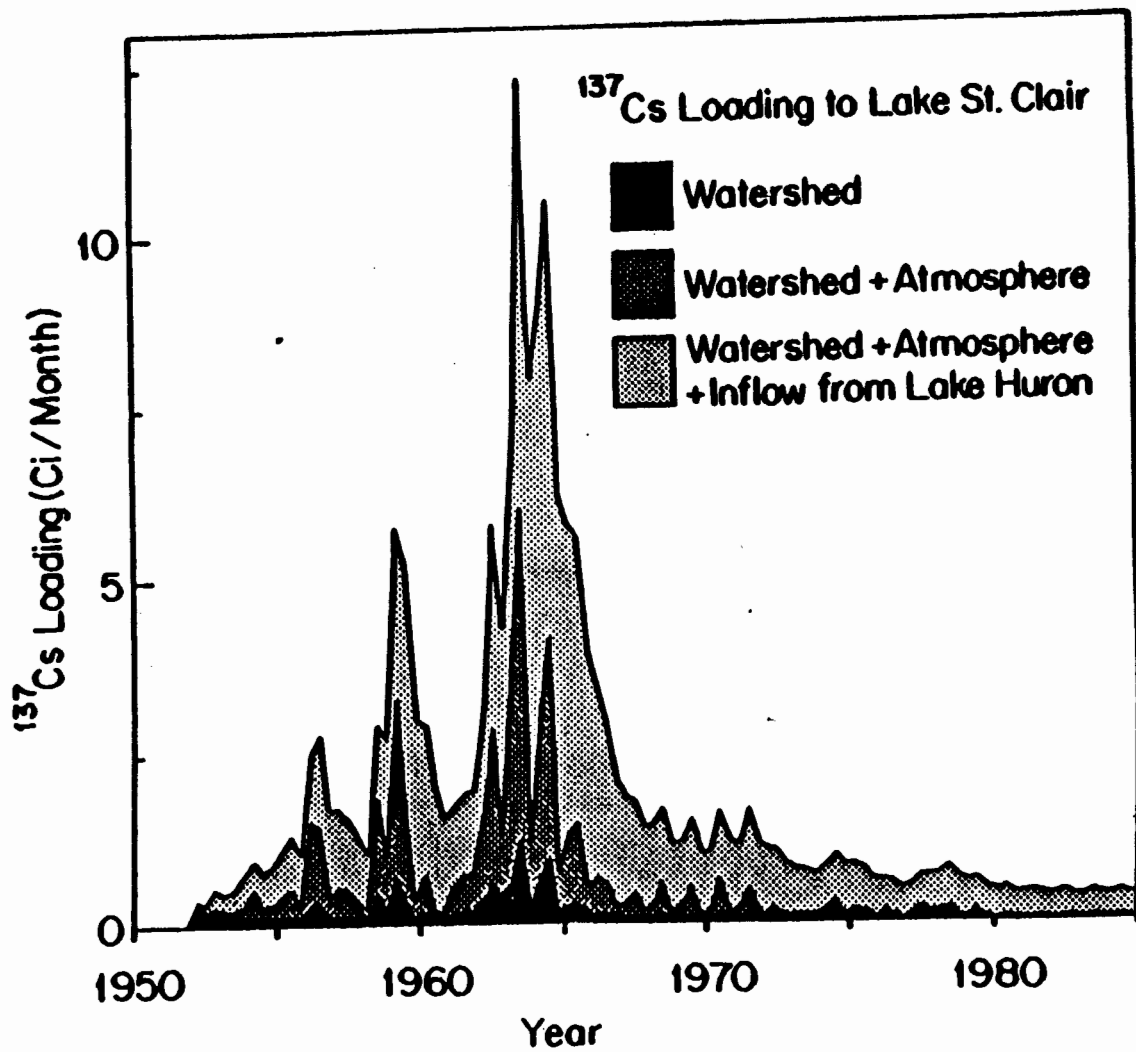 ¹³⁷Cs Loading to Lake St. Clair
Watershed
Watershed + Atmosphere
Watershed + Atmosphere
+ Inflow from Lake Huron
¹³⁷Cs Loading (Ci / Month)
10
5
0
1950
1960
1970
1980
Year